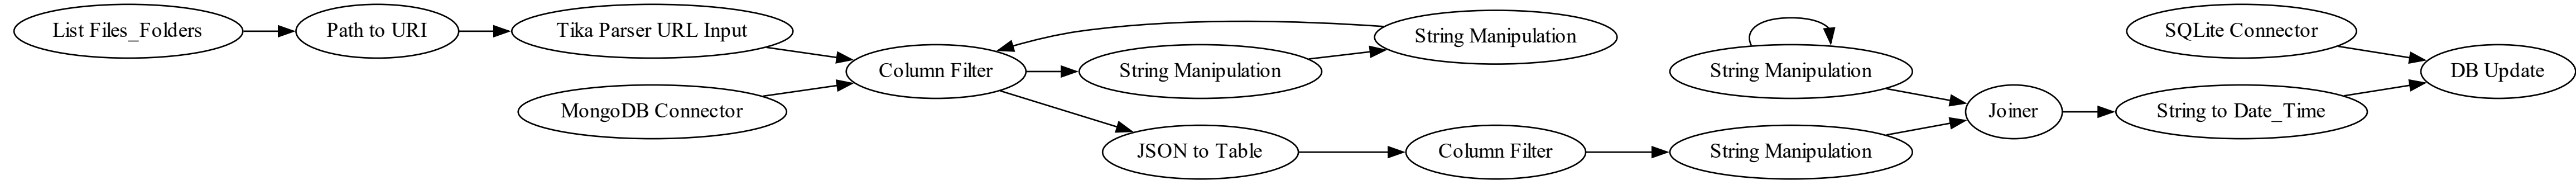 List Files_Folders
Path to URI
Tika Parser URL Input
MongoDB Connector
Column Filter
String Manipulation
String Manipulation
JSON to Table
Column Filter
String Manipulation
String Manipulation
Joiner
SQLite Connector
String to Date_Time
DB Update